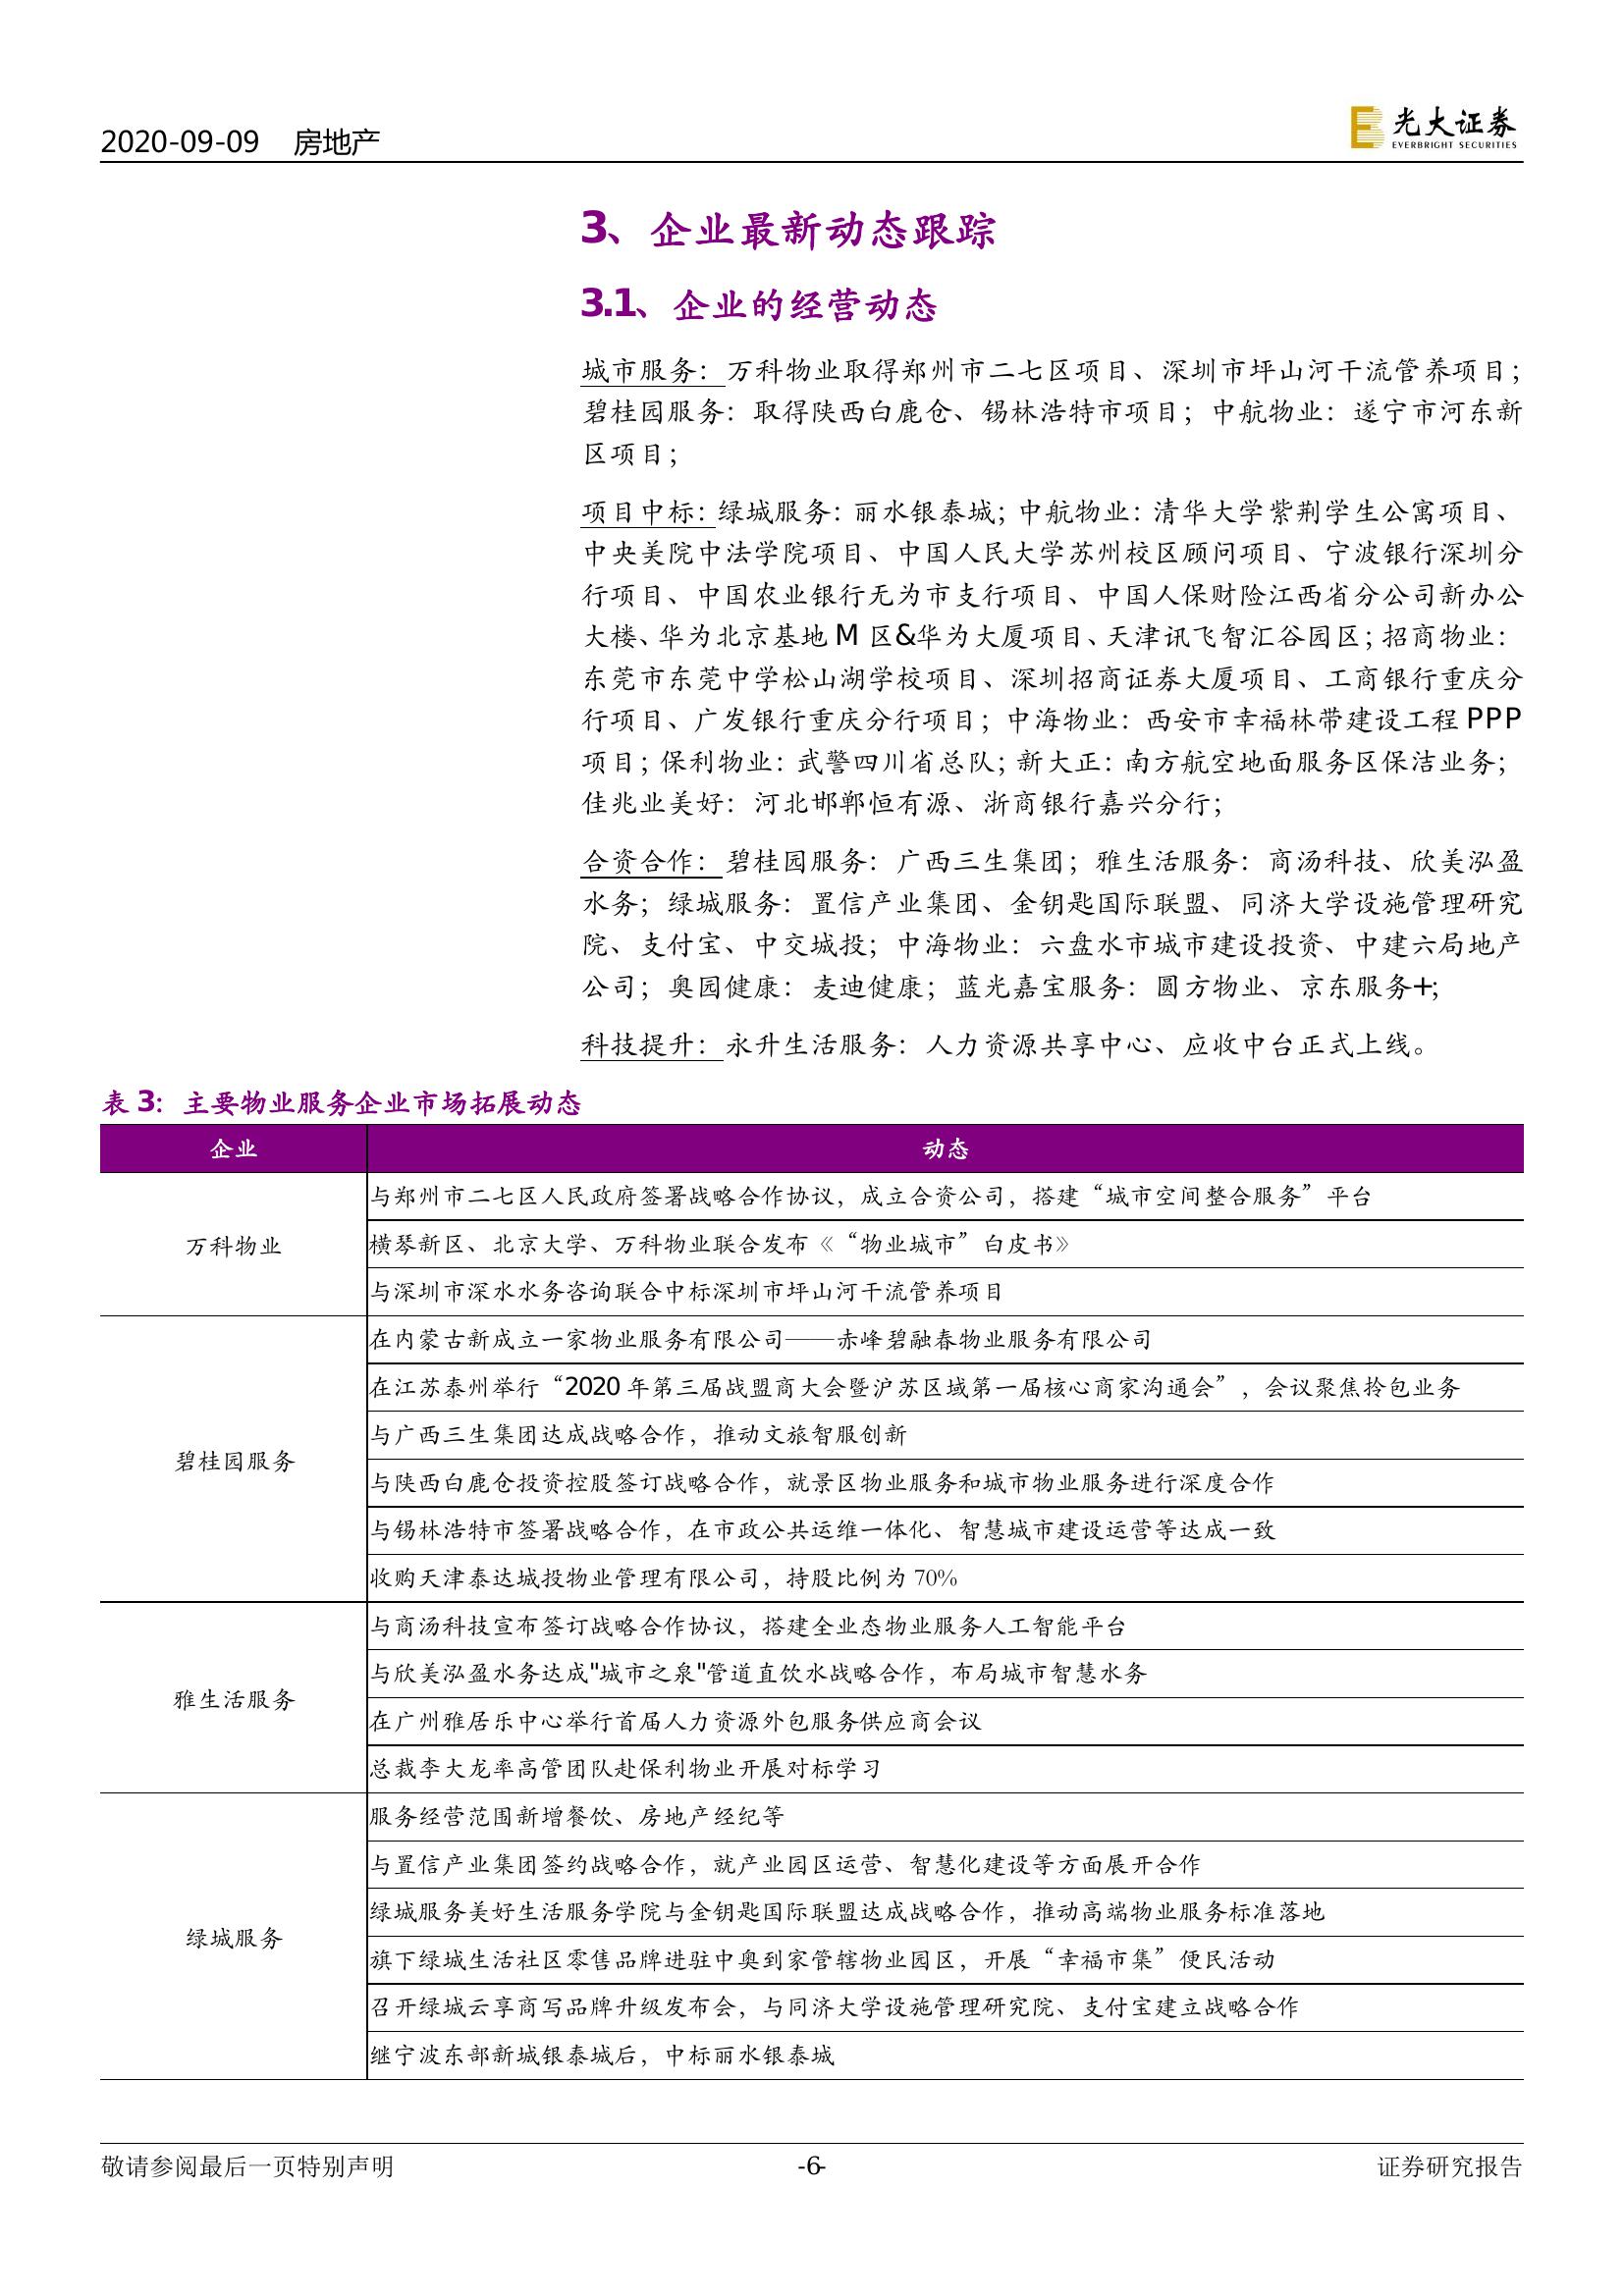 2020-09-09 房地产
光大证券
EVERBRIGHT SECURITIES
3、企业最新动态跟踪
3.1、企业的经营动态
城市服务：万科物业取得郑州市二七区项目、深圳市坪山河干流管养项目；
碧桂园服务：取得陕西白鹿仓、锡林浩特市项目；中航物业：遂宁市河东新
区项目；
项目中标：绿城服务：丽水银泰城；中航物业：清华大学紫荆学生公寓项目、
中央美院中法学院项目、中国人民大学苏州校区顾问项目、宁波银行深圳分
行项目、中国农业银行无为市支行项目、中国人保财险江西省分公司新办公
大楼、华为北京基地 M 区&华为大厦项目、天津讯飞智汇谷园区；招商物业：
东莞市东莞中学松山湖学校项目、深圳招商证券大厦项目、工商银行重庆分
行项目、广发银行重庆分行项目；中海物业：西安市幸福林带建设工程 PPP
项目；保利物业：武警四川省总队；新大正：南方航空地面服务区保洁业务；
佳兆业美好：河北邯郸恒有源、浙商银行嘉兴分行；
合资合作：碧桂园服务：广西三生集团；雅生活服务：商汤科技、欣美泓盈
水务；绿城服务：置信产业集团、金钥匙国际联盟、同济大学设施管理研究
院、支付宝、中交城投；中海物业：六盘水市城市建设投资、中建六局地产
公司；奥园健康：麦迪健康；蓝光嘉宝服务：圆方物业、京东服务+；
科技提升：永升生活服务：人力资源共享中心、应收中台正式上线。
表 3：主要物业服务企业市场拓展动态
企业 动态
万科物业
与郑州市二七区人民政府签署战略合作协议，成立合资公司，搭建“城市空间整合服务”平台
横琴新区、北京大学、万科物业联合发布《“物业城市”白皮书》
与深圳市深水水务咨询联合中标深圳市坪山河干流管养项目
碧桂园服务
在内蒙古新成立一家物业服务有限公司——赤峰碧融春物业服务有限公司
在江苏泰州举行“2020 年第三届战盟商大会暨沪苏区域第一届核心商家沟通会”，会议聚焦拎包业务
与广西三生集团达成战略合作，推动文旅智服创新
与陕西白鹿仓投资控股签订战略合作，就景区物业服务和城市物业服务进行深度合作
与锡林浩特市签署战略合作，在市政公共运维一体化、智慧城市建设运营等达成一致
收购天津泰达城投物业管理有限公司，持股比例为 70%
雅生活服务
与商汤科技宣布签订战略合作协议，搭建全业态物业服务人工智能平台
与欣美泓盈水务达成"城市之泉"管道直饮水战略合作，布局城市智慧水务
在广州雅居乐中心举行首届人力资源外包服务供应商会议
总裁李大龙率高管团队赴保利物业开展对标学习
绿城服务
服务经营范围新增餐饮、房地产经纪等
与置信产业集团签约战略合作，就产业园区运营、智慧化建设等方面展开合作
绿城服务美好生活服务学院与金钥匙国际联盟达成战略合作，推动高端物业服务标准落地
旗下绿城生活社区零售品牌进驻中奥到家管辖物业园区，开展“幸福市集”便民活动
召开绿城云享商写品牌升级发布会，与同济大学设施管理研究院、支付宝建立战略合作
继宁波东部新城银泰城后，中标丽水银泰城
敬请参阅最后一页特别声明 -6- 证券研究报告